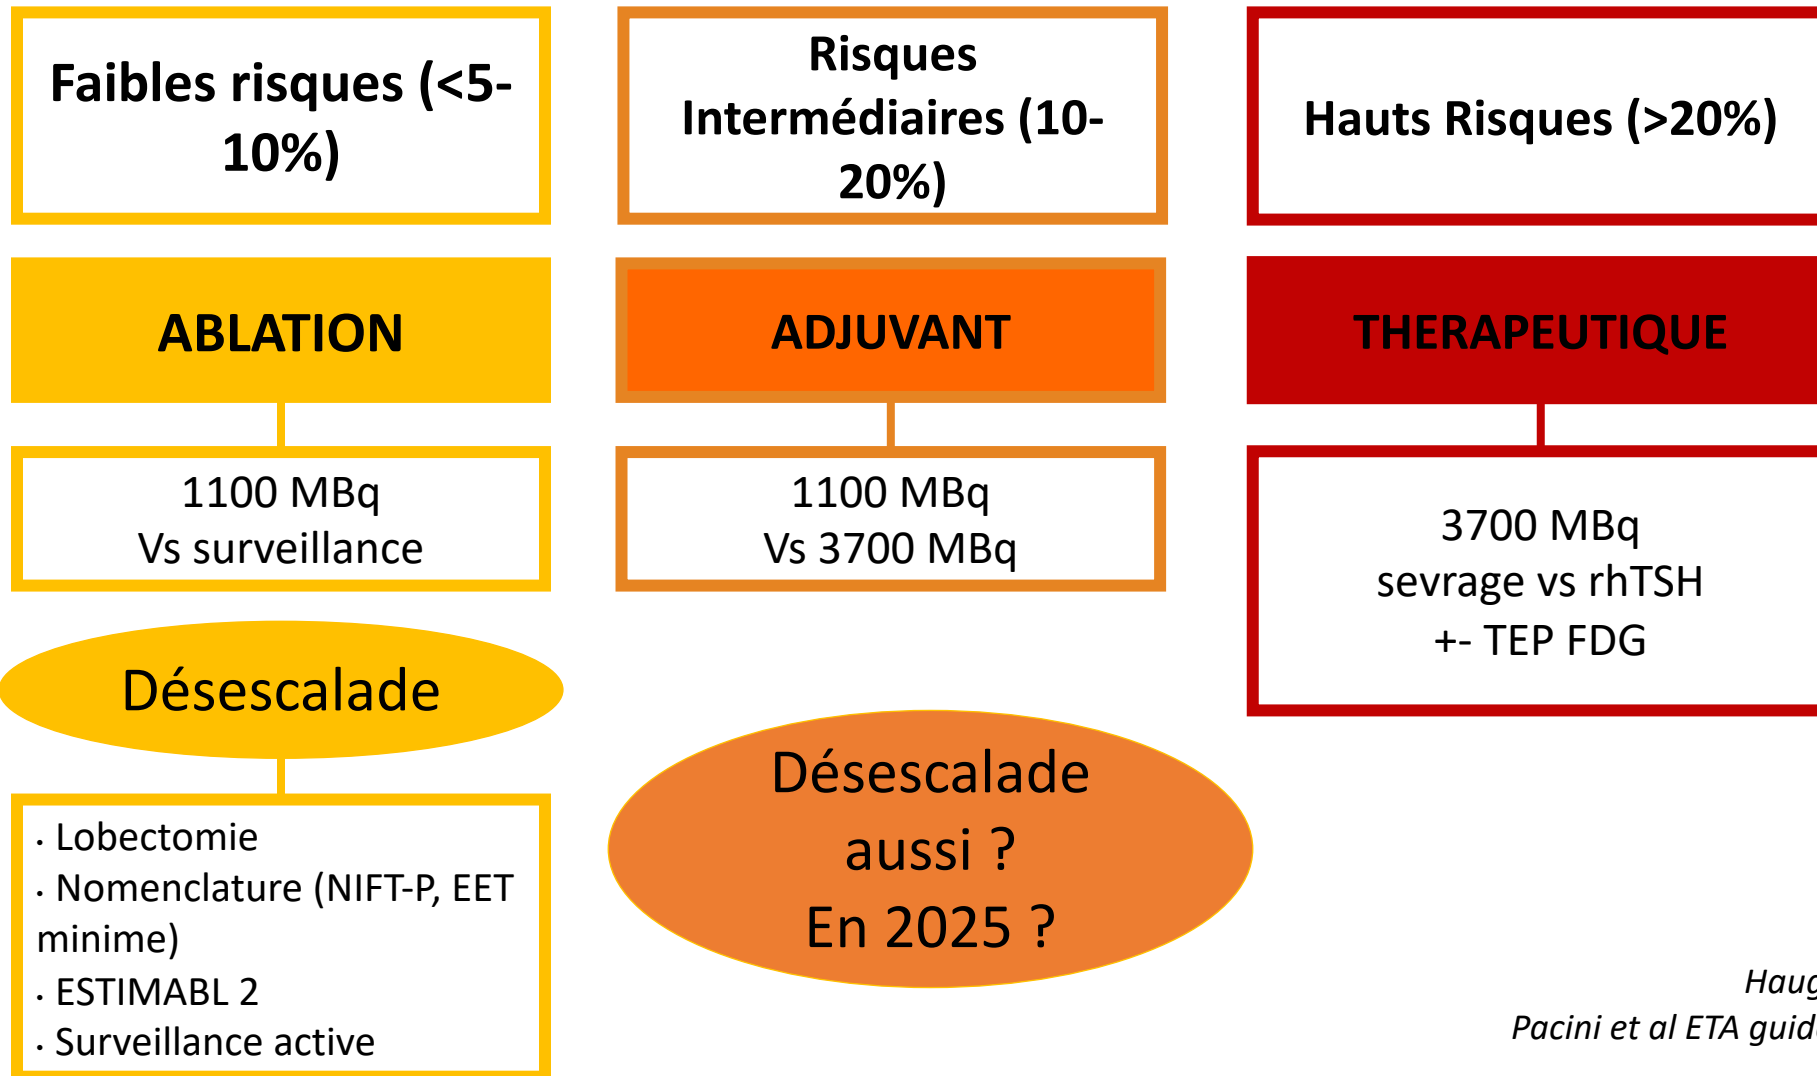 Faibles risques (<5-
10%)
Risques
Intermédiaires (10-
20%)
Hauts Risques (>20%)
ABLATION
ADJUVANT
THERAPEUTIQUE
1100 MBq
Vs surveillance
1100 MBq
Vs 3700 MBq
3700 MBq
sevrage vs rhTSH
+- TEP FDG
Désescalade
· Lobectomie
· Nomenclature (NIFT-P, EET
minime)
· ESTIMABL 2
· Surveillance active
Désescalade
aussi ?
En 2025 ?
Haug
Pacini et al ETA guid